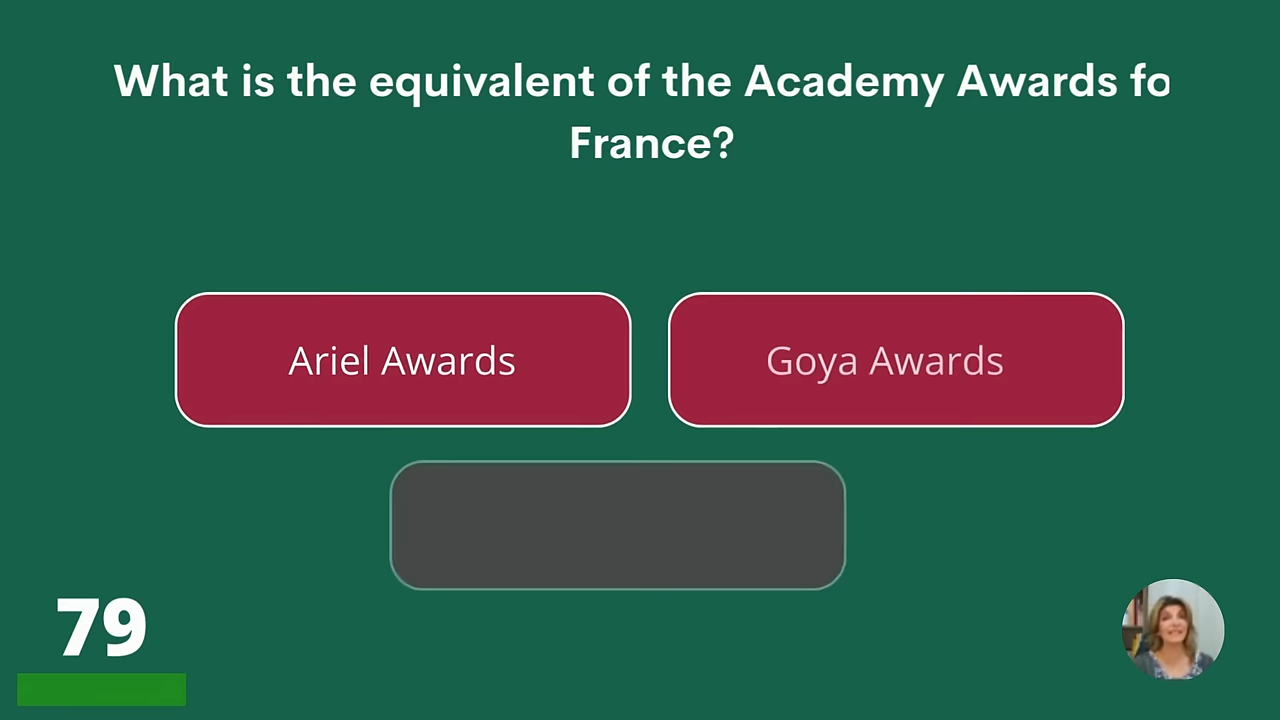 What is the equivalent of the Academy Awards fo
France?
Ariel Awards
Goya Awards
79